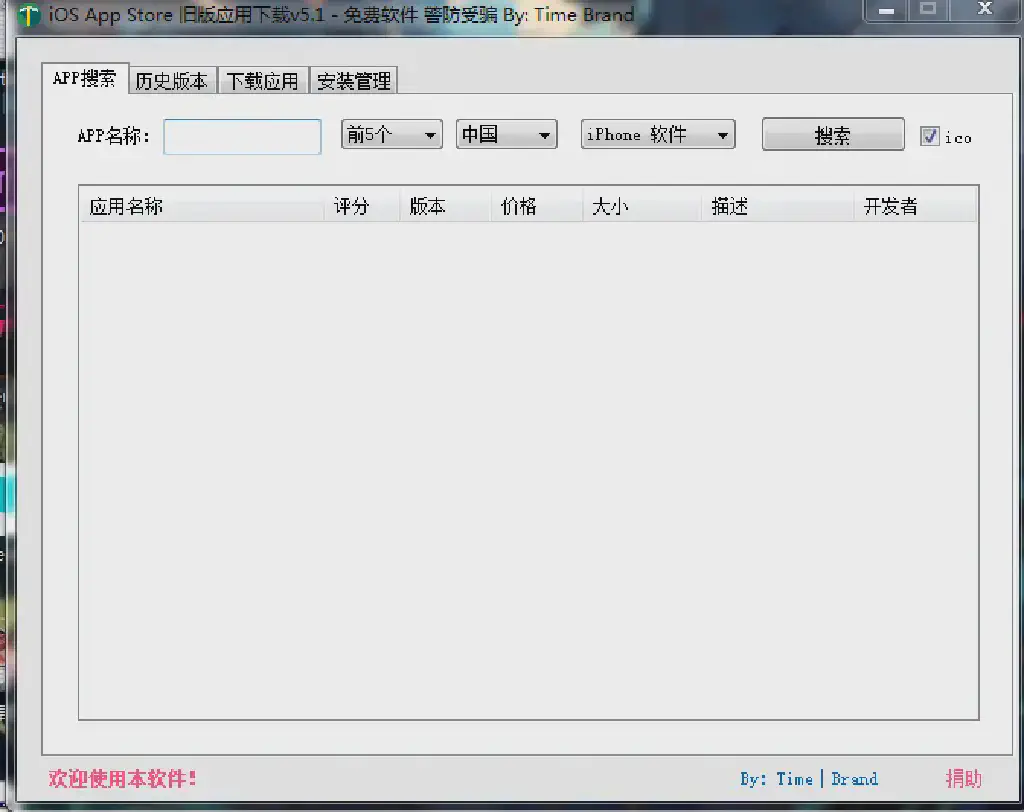 iOS App Store 旧版应用下载v5.1 - 免费软件 警防受骗 By: Time Brand
APP搜索 历史版本 下载应用 安装管理
APP名称: 前5个 中国 iPhone 软件 搜索 ico
应用名称 评分 版本 价格 大小 描述 开发者
欢迎使用本软件! By: Time | Brand 捐助